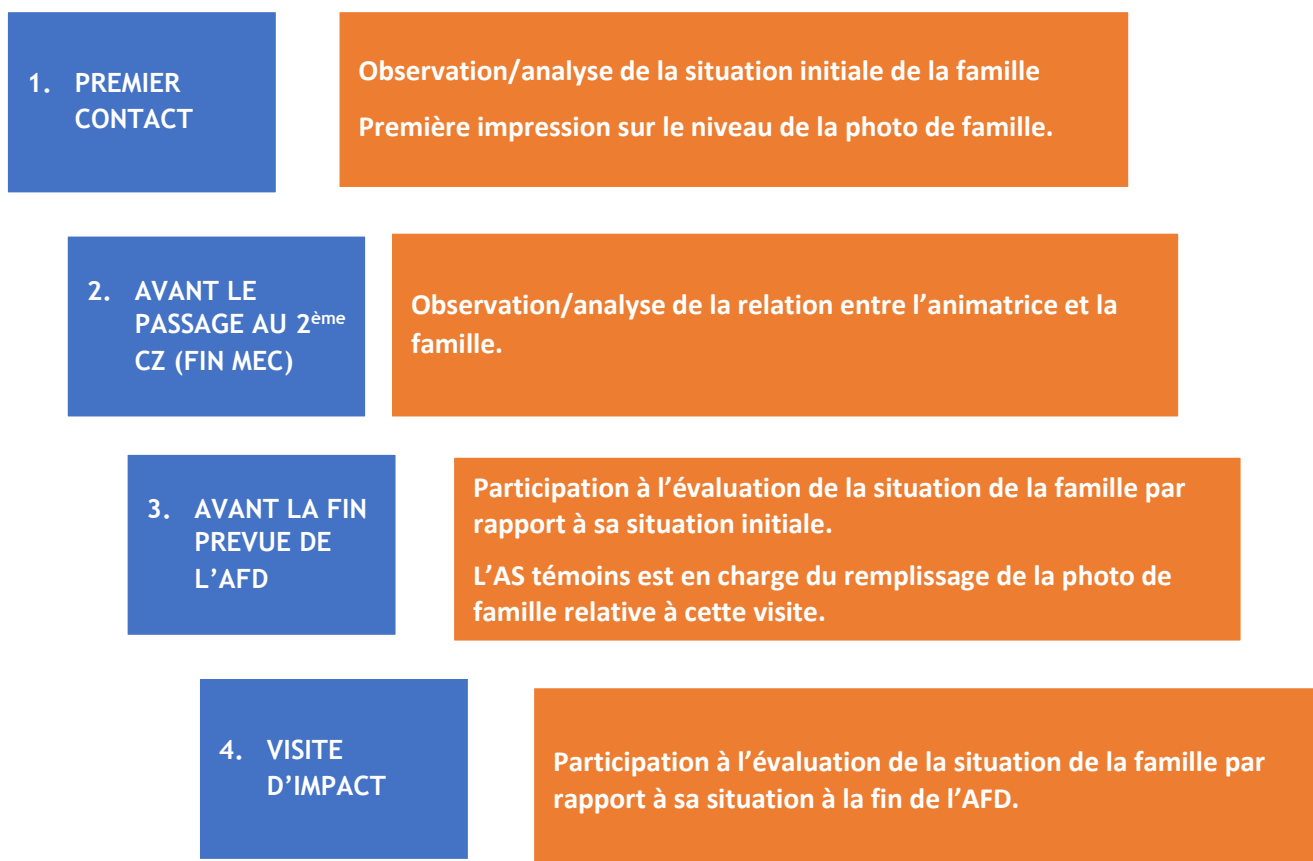 1. PREMIER
CONTACT
Observation/analyse de la situation initiale de la famille
Première impression sur le niveau de la photo de famille.
2. AVANT LE
PASSAGE AU 2ème
CZ (FIN MEC)
Observation/analyse de la relation entre l’animatrice et la
famille.
3. AVANT LA FIN
PREVUE DE
L’AFD
Participation à l’évaluation de la situation de la famille par
rapport à sa situation initiale.
L’AS témoins est en charge du remplissage de la photo de
famille relative à cette visite.
4. VISITE
D’IMPACT
Participation à l’évaluation de la situation de la famille par
rapport à sa situation à la fin de l’AFD.